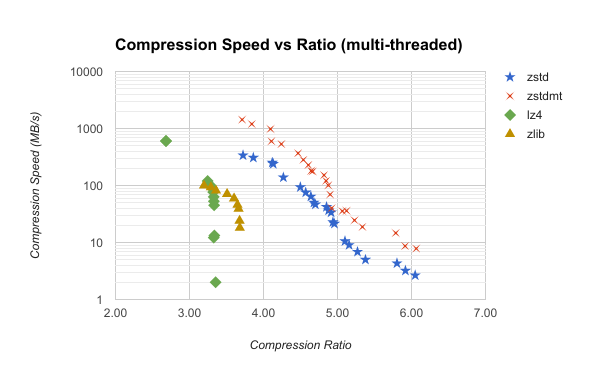 Compression Speed vs Ratio (multi-threaded)
10000
1000
100
10
1
Compression Speed (MB/s)
2.00 3.00 4.00 5.00 6.00 7.00
Compression Ratio
zstd
zstdmt
lz4
zlib